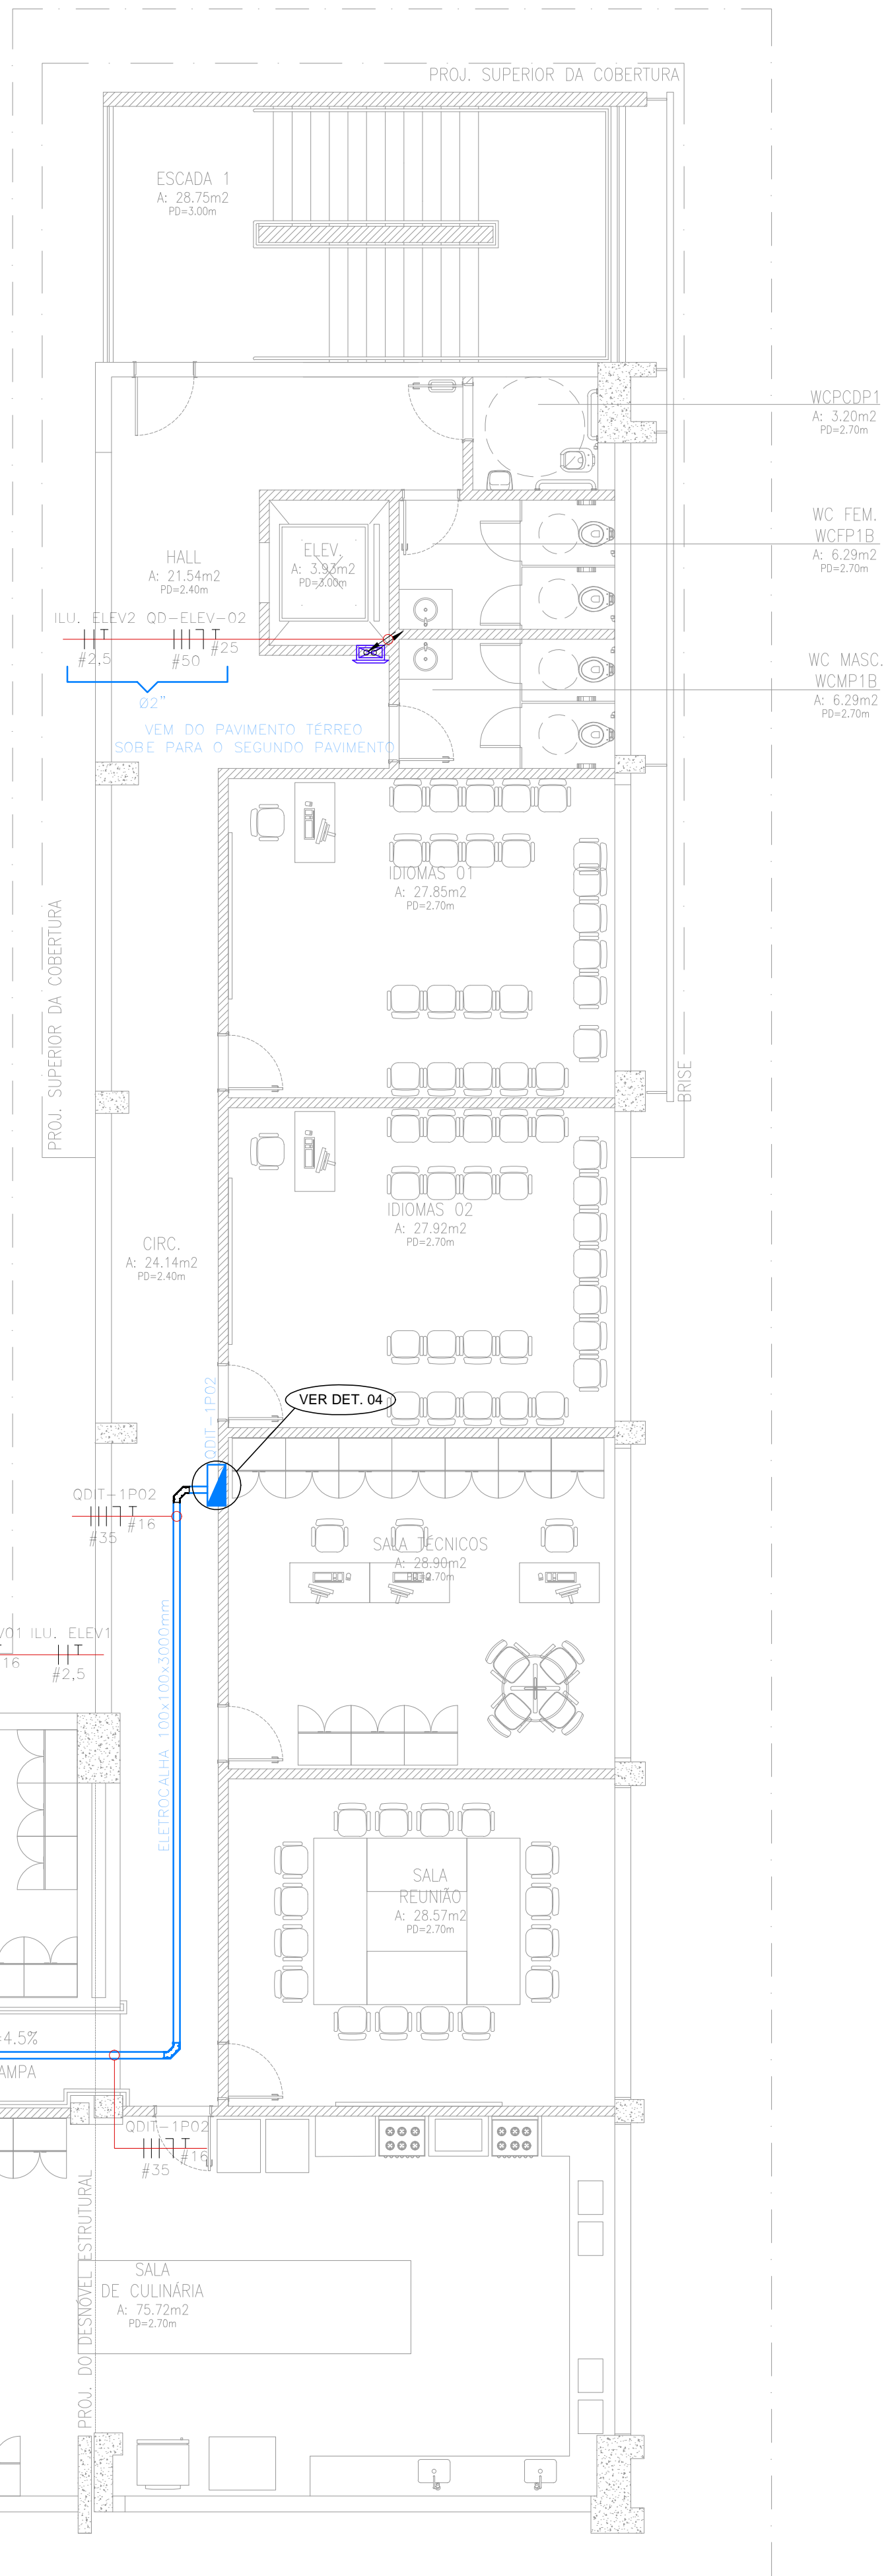 PROJ. SUPERIOR DA COBERTURA
ESCADA 1
A: 28.75m2
PD=3.00m
WCPCDP1
A: 3.20m2
PD=2.70m
WC FEM.
WCFP1B
A: 6.29m2
PD=2.70m
HALL
A: 21.54m2
PD=2.40m
ELEV.
A: 3.93m2
PD=3.00m
ILU. ELEV2 QD-ELEV-02
#2,5
#50
#25
Ø2"
WC MASC.
WCMP1B
A: 6.29m2
PD=2.70m
VEM DO PAVIMENTO TÉRREO
SOBE PARA O SEGUNDO PAVIMENTO
IDIOMAS 01
A: 27.85m2
PD=2.70m
PROJ. SUPERIOR DA COBERTURA
BRISE
IDIOMAS 02
A: 27.92m2
PD=2.70m
CIRC.
A: 24.14m2
PD=2.40m
VER DET. 04
QDIT-1P02
QDIT-1P02
#35
#16
SALA TÉCNICOS
A: 28.90m2
PD=2.70m
ILU. ELEV1
16
#2,5
ELETROCALHA 100x100x3000mm
SALA
REUNIÃO
A: 28.57m2
PD=2.70m
=4.5%
AMPA
QDIT-1P02
#35
#16
PROJ. DO DESNÓVEL ESTRUTURAL
SALA
DE CULINÁRIA
A: 75.72m2
PD=2.70m